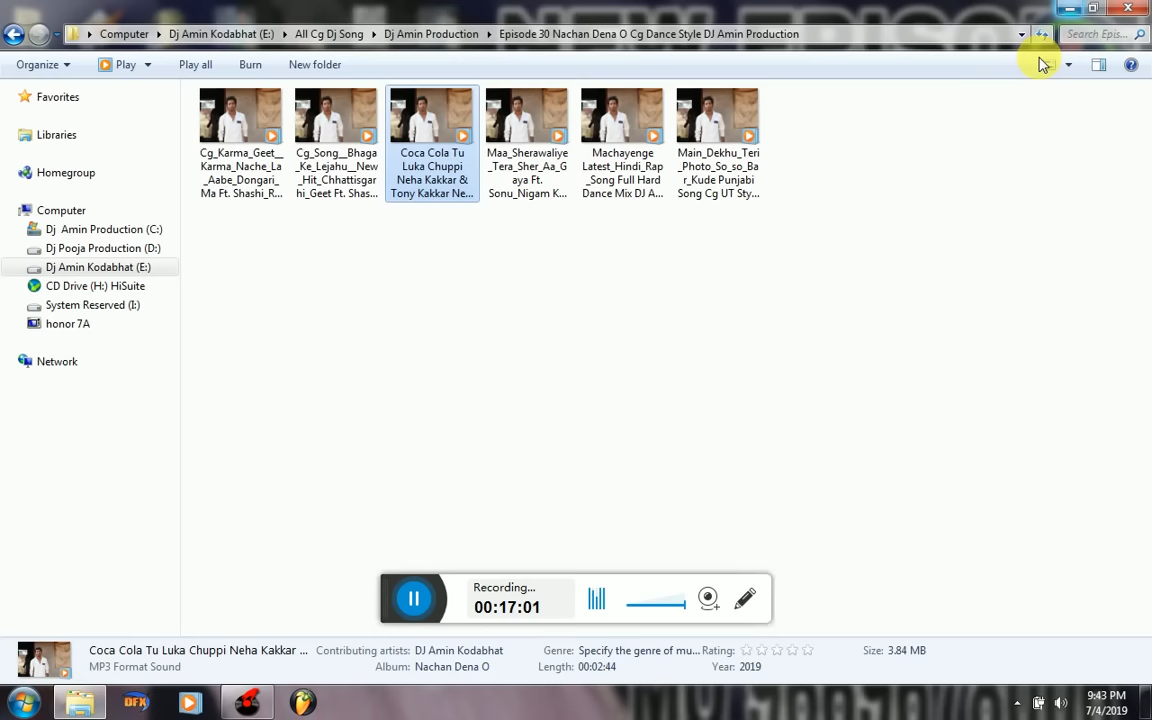 Computer Dj Amin Kodabhat (E:) All Cg Dj Song Dj Amin Production Episode 30 Nachan Dena O Cg Dance Style DJ Amin Production Search Epis...
Organize Play Play all Burn New folder
Favorites
Libraries
Homegroup
Computer
Dj Amin Production (C:)
Dj Pooja Production (D:)
Dj Amin Kodabhat (E:)
CD Drive (H:) HiSuite
System Reserved (I:)
honor 7A
Network
Cg_Karma_Geet__
Karma_Nache_La
_Aabe_Dongari_
Ma Ft. Shashi_R...
Cg_Song__Bhaga
_Ke_Lejahu__New
_Hit_Chhattisgar
hi_Geet Ft. Shas...
Coca Cola Tu
Luka Chuppi
Neha Kakkar &
Tony Kakkar Ne...
Maa_Sherawaliye
_Tera_Sher_Aa_G
aya Ft.
Sonu_Nigam K...
Machayenge
Latest_Hindi_Rap
_Song Full Hard
Dance Mix DJ A...
Main_Dekhu_Teri
_Photo_So_so_Ba
r_Kude Punjabi
Song Cg UT Sty...
Recording...
00:17:01
Coca Cola Tu Luka Chuppi Neha Kakkar ... Contributing artists: DJ Amin Kodabhat Genre: Specify the genre of mu... Rating: Size: 3.84 MB
MP3 Format Sound Album: Nachan Dena O Length: 00:02:44 Year: 2019
DFX
9:43 PM
7/4/2019